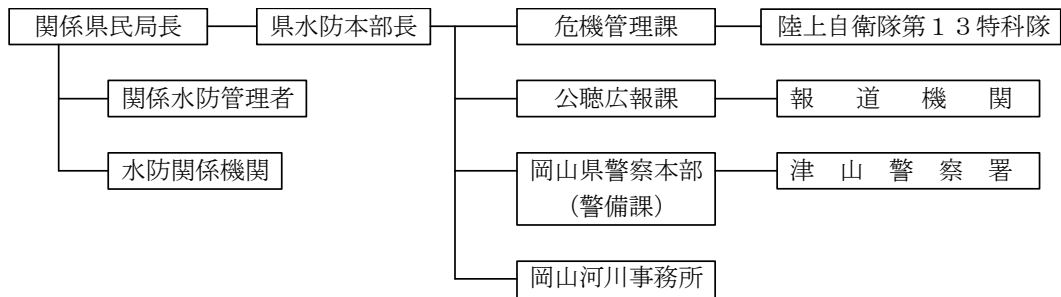 関係県民局長
県水防本部長
危機管理課
陸上自衛隊第１３特科隊
関係水防管理者
公聴広報課
報道機関
水防関係機関
岡山県警察本部
（警備課）
津山警察署
岡山河川事務所